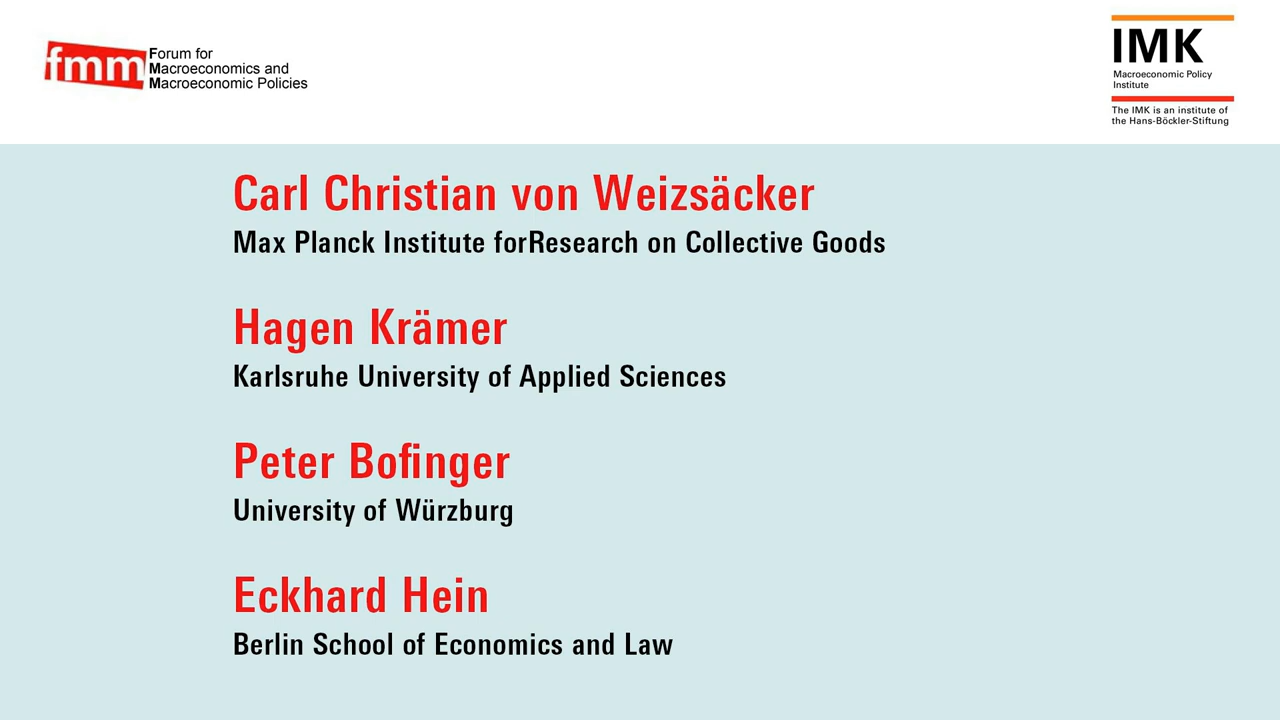 fmm
Forum for
Macroeconomics and
Macroeconomic Policies
IMK
Macroeconomic Policy
Institute
The IMK is an institute of
the Hans-Böckler-Stiftung
Carl Christian von Weizsäcker
Max Planck Institute forResearch on Collective Goods
Hagen Krämer
Karlsruhe University of Applied Sciences
Peter Bofinger
University of Würzburg
Eckhard Hein
Berlin School of Economics and Law